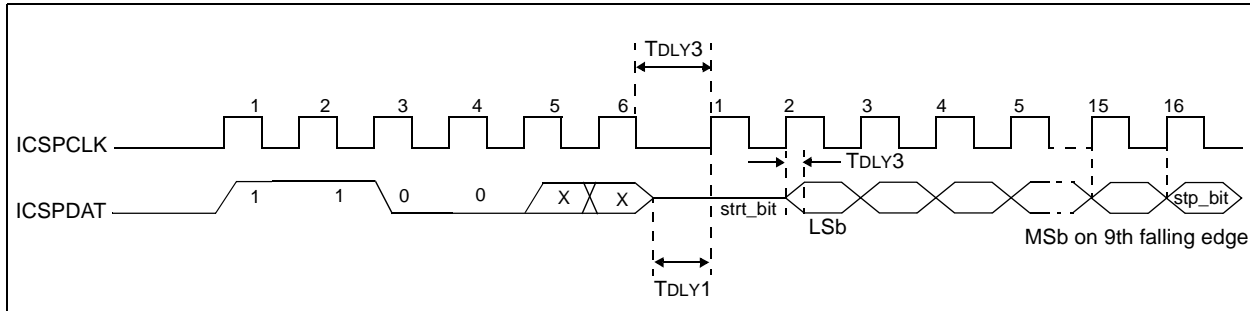 TDLY3
1 2 3 4 5 6 1 2 3 4 5 15 16
ICSPCLK
TDLY3
ICSPDAT
1 1 0 0 X X strt_bit stp_bit
LSb
MSb on 9th falling edge
TDLY1